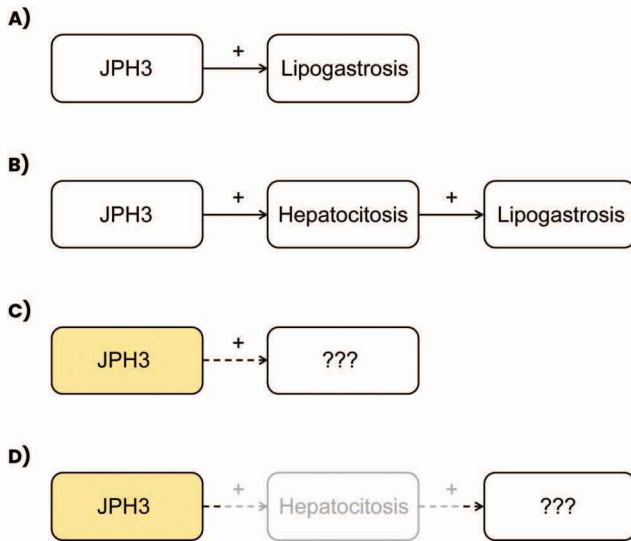 A)
JPH3 + Lipogastrosis
B)
JPH3 + Hepatocitosis + Lipogastrosis
C)
JPH3 + ???
D)
JPH3 + Hepatocitosis + ???